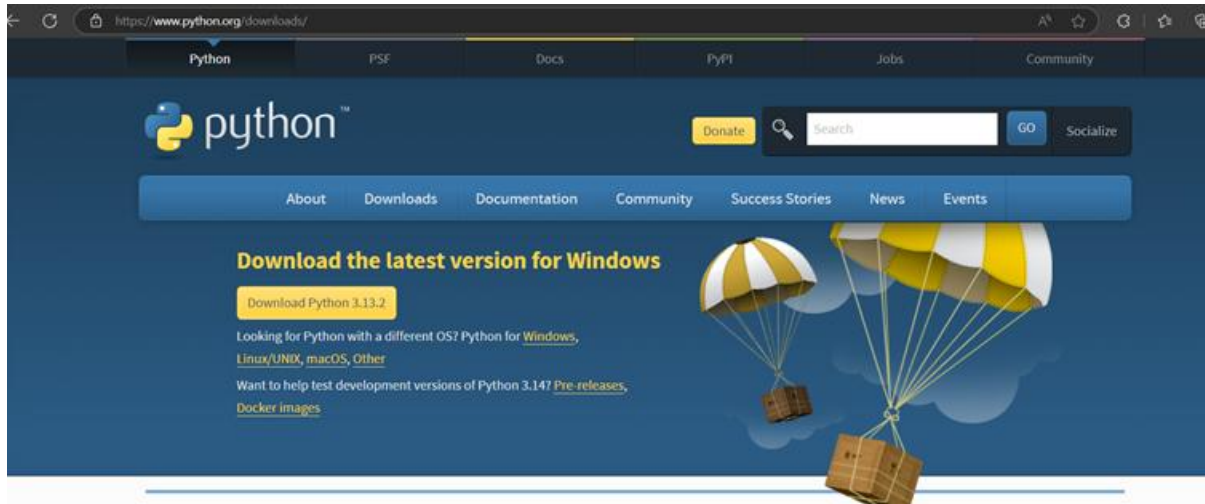 https://www.python.org/downloads/
Python PSF Docs PyPI Jobs Community
python™
Donate Search GO Socialize
About Downloads Documentation Community Success Stories News Events
Download the latest version for Windows
Download Python 3.13.2
Looking for Python with a different OS? Python for Windows,
Linux/UNIX, macOS, Other
Want to help test development versions of Python 3.14? Pre-releases,
Docker images